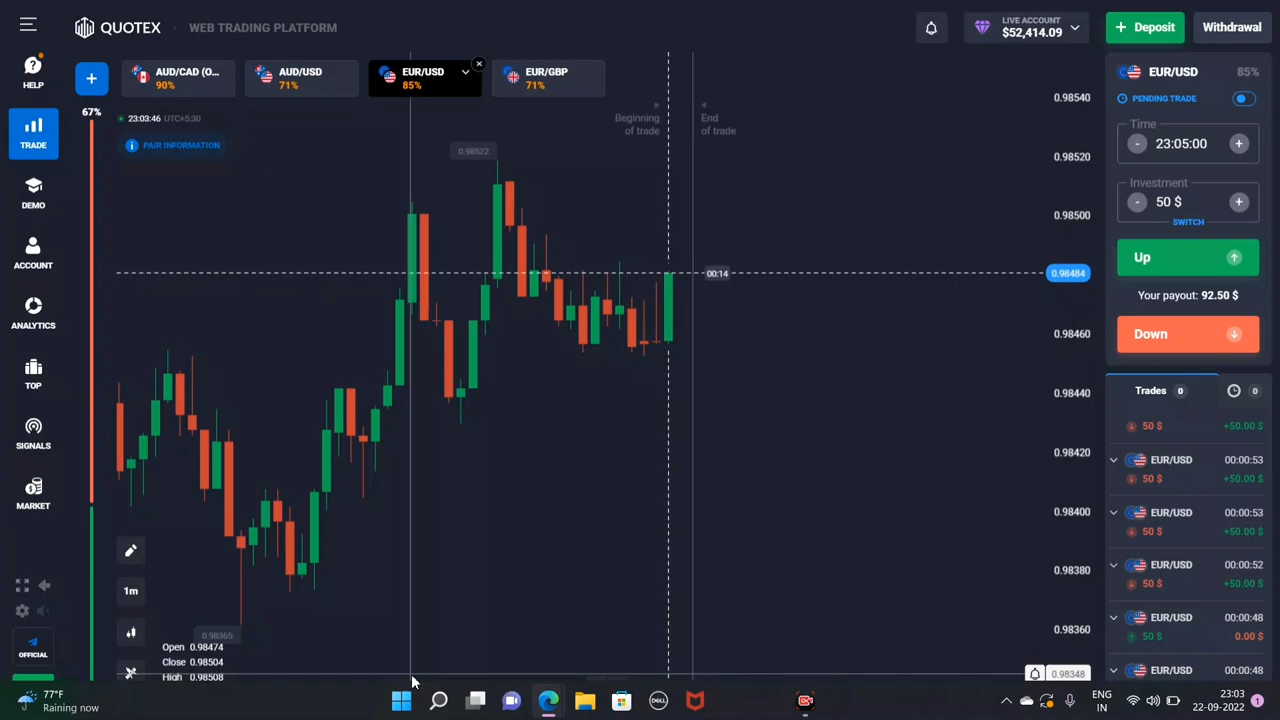 QUOTEX
WEB TRADING PLATFORM
LIVE ACCOUNT
$52,414.09
+ Deposit
Withdrawal
HELP
TRADE
DEMO
ACCOUNT
ANALYTICS
TOP
SIGNALS
MARKET
OFFICIAL
+
AUD/CAD (O...
90%
AUD/USD
71%
EUR/USD
85%
EUR/GBP
71%
67%
23:03:46 UTC+5:30
PAIR INFORMATION
Beginning
of trade
End
of trade
0.98522
00:14
0.98365
1m
Open 0.98474
Close 0.98504
High 0.98508
0.98540
0.98520
0.98500
0.98484
0.98460
0.98440
0.98420
0.98400
0.98380
0.98360
0.98348
EUR/USD 85%
PENDING TRADE
Time
- 23:05:00 +
Investment
- 50 $ +
SWITCH
Up
Your payout: 92.50 $
Down
Trades 0 0
50 $ +50.00 $
EUR/USD 00:00:53
50 $ +50.00 $
EUR/USD 00:00:53
50 $ +50.00 $
EUR/USD 00:00:52
50 $ +50.00 $
EUR/USD 00:00:48
50 $ 0.00 $
EUR/USD 00:00:48
77°F
Raining now
DELL
ENG
IN
23:03
22-09-2022
1